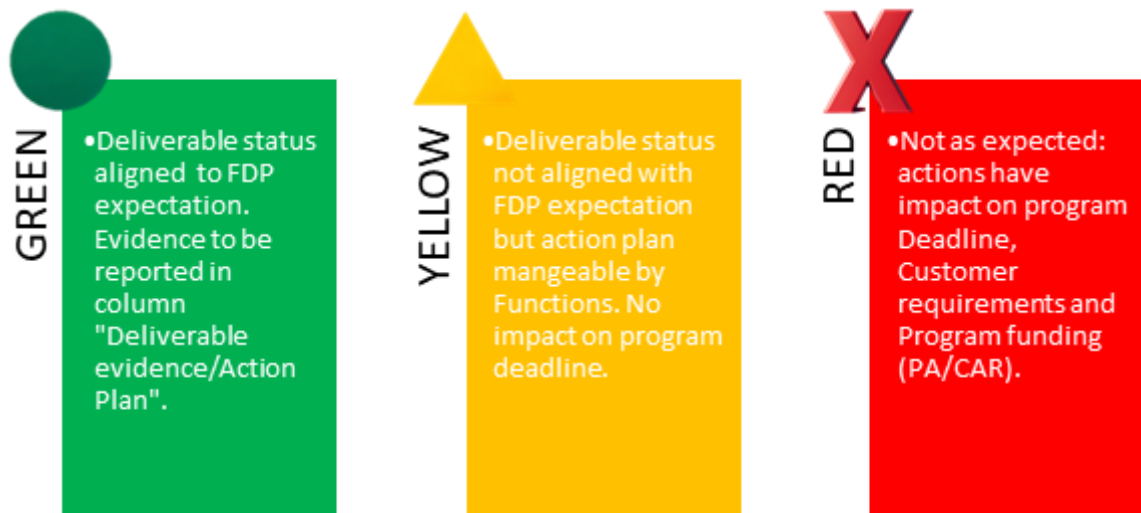 GREEN
•Deliverable status
aligned to FDP
expectation.
Evidence to be
reported in
column
"Deliverable
evidence/Action
Plan".
YELLOW
•Deliverable status
not aligned with
FDP expectation
but action plan
mangeable by
Functions. No
impact on program
deadline.
RED
•Not as expected:
actions have
impact on program
Deadline,
Customer
requirements and
Program funding
(PA/CAR).